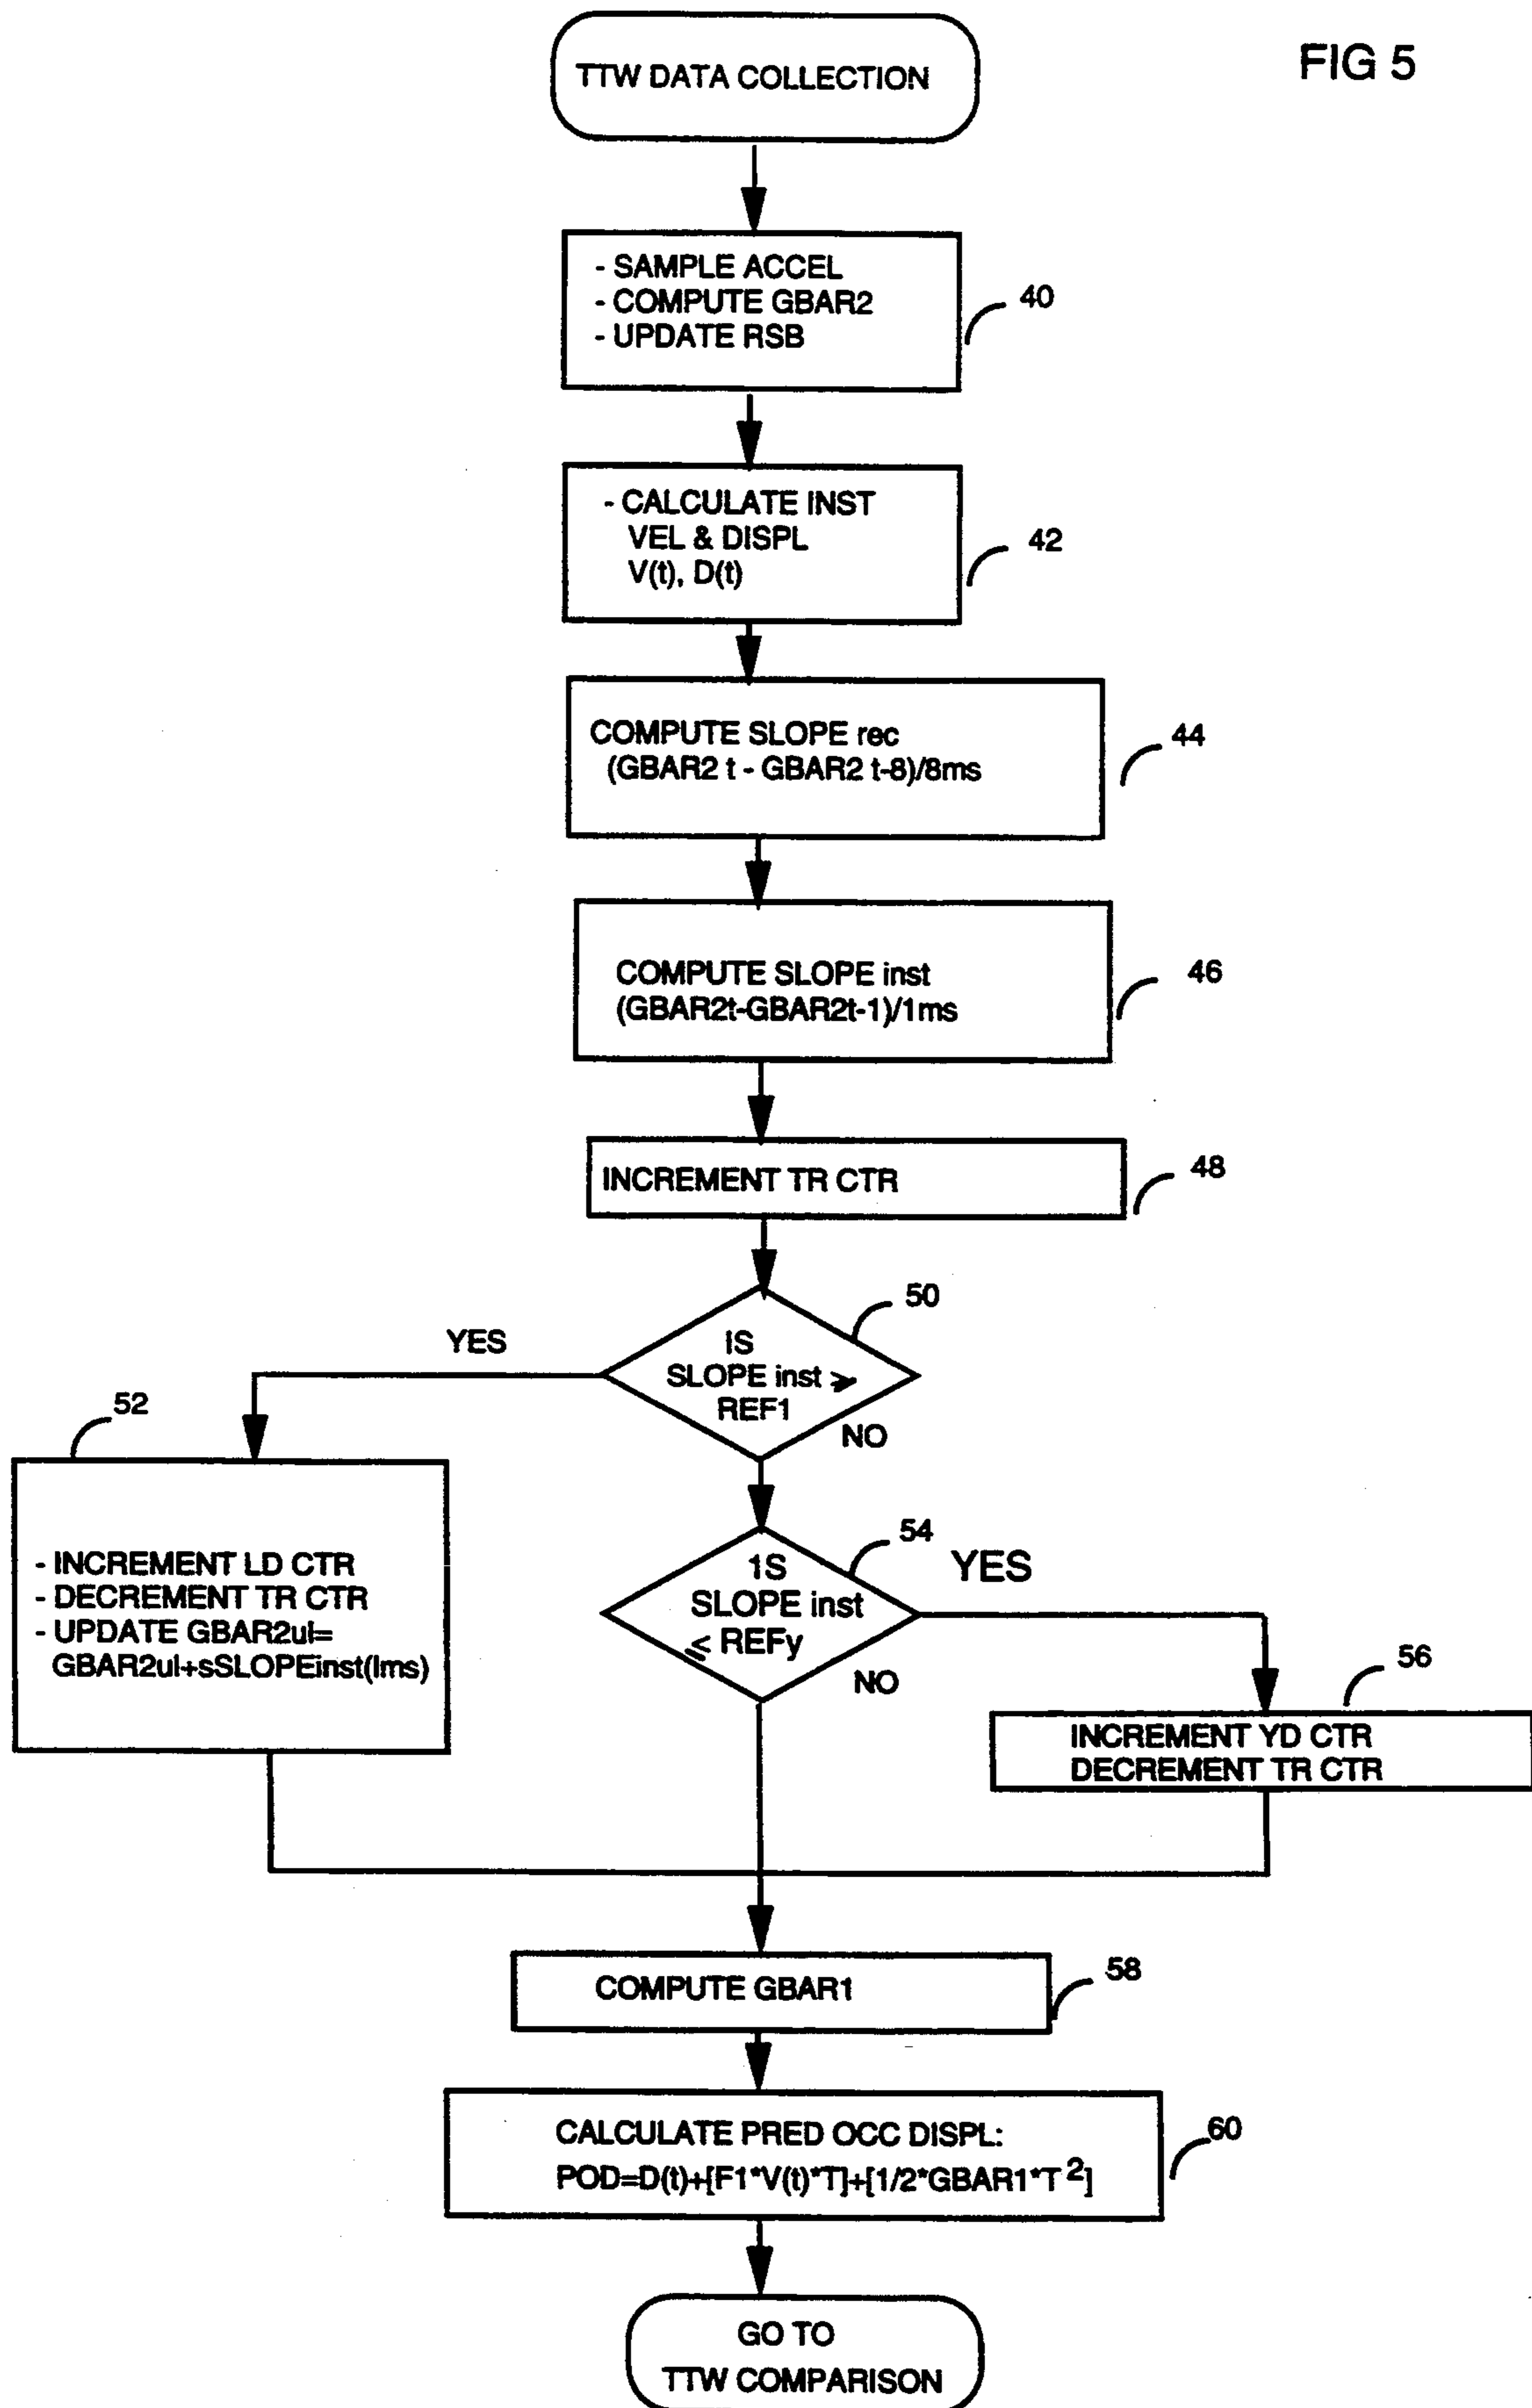 FIG 5
TTW DATA COLLECTION
- SAMPLE ACCEL
- COMPUTE GBAR2
- UPDATE RSB
40
- CALCULATE INST
VEL & DISPL
V(t), D(t)
42
COMPUTE SLOPE rec
(GBAR2 t - GBAR2 t-8)/8ms
44
COMPUTE SLOPE inst
(GBAR2t-GBAR2t-1)/1ms
46
INCREMENT TR CTR
48
50
IS
SLOPE inst ≥
REF1
YES
NO
52
- INCREMENT LD CTR
- DECREMENT TR CTR
- UPDATE GBAR2ul=
GBAR2ul+sSLOPEinst(lms)
54
1S
SLOPE inst
≤ REFy
YES
NO
56
INCREMENT YD CTR
DECREMENT TR CTR
COMPUTE GBAR1
58
CALCULATE PRED OCC DISPL:
POD=D(t)+[F1*V(t)*T]+[1/2*GBAR1*T²]
60
GO TO
TTW COMPARISON